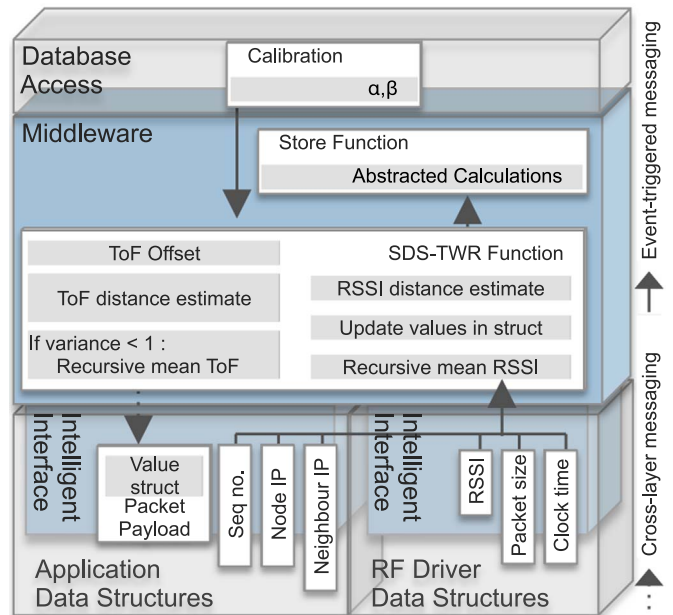 Database
Access
Calibration
α,β
Middleware
Store Function
Abstracted Calculations
ToF Offset
ToF distance estimate
If variance < 1 :
Recursive mean ToF
SDS-TWR Function
RSSI distance estimate
Update values in struct
Recursive mean RSSI
Intelligent
Interface
Value
struct
Packet
Payload
Seq no.
Node IP
Neighbour IP
Application
Data Structures
Intelligent
Interface
RSSI
Packet size
Clock time
RF Driver
Data Structures
Event-triggered messaging
Cross-layer messaging